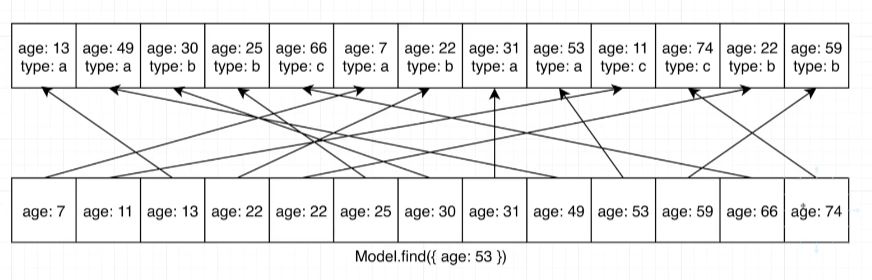 age: 13 age: 49 age: 30 age: 25 age: 66 age: 7 age: 22 age: 31 age: 53 age: 11 age: 74 age: 22 age: 59
type: a type: a type: b type: b type: c type: a type: b type: a type: a type: c type: c type: b type: b
age: 7 age: 11 age: 13 age: 22 age: 22 age: 25 age: 30 age: 31 age: 49 age: 53 age: 59 age: 66 age: 74
Model.find({ age: 53 })